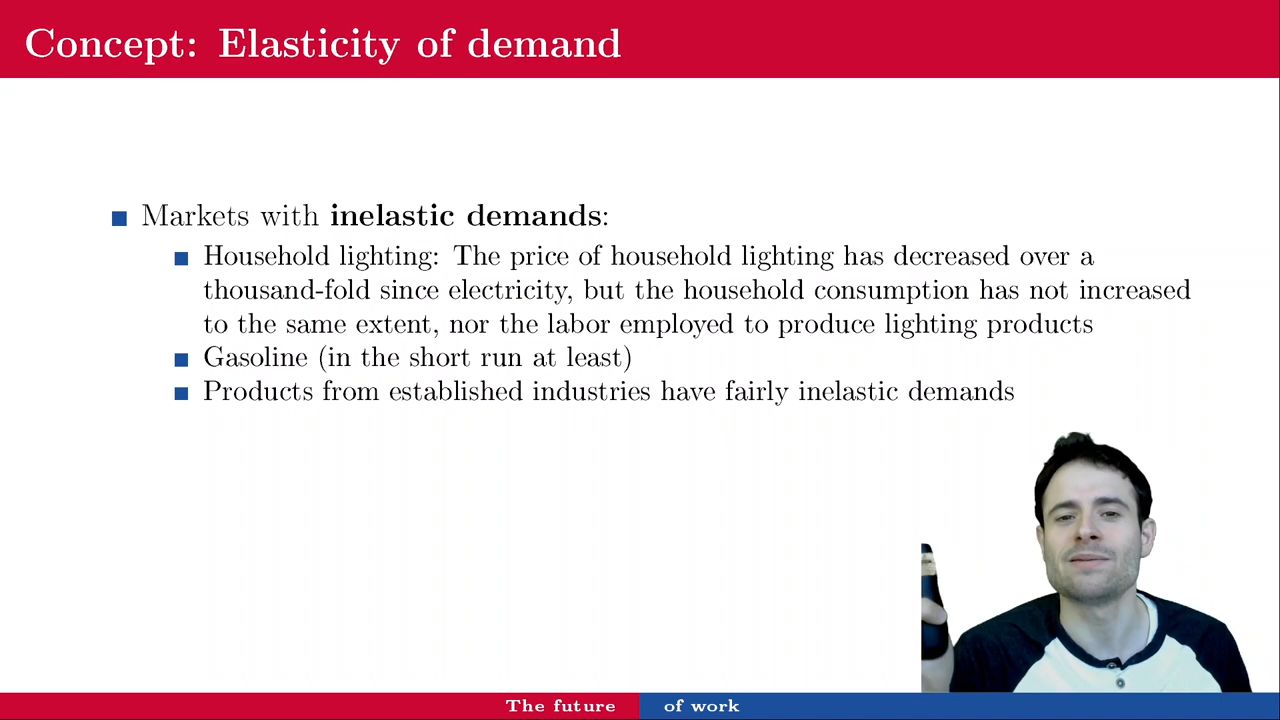 Concept: Elasticity of demand
Markets with inelastic demands:
Household lighting: The price of household lighting has decreased over a
thousand-fold since electricity, but the household consumption has not increased
to the same extent, nor the labor employed to produce lighting products
Gasoline (in the short run at least)
Products from established industries have fairly inelastic demands
The future of work